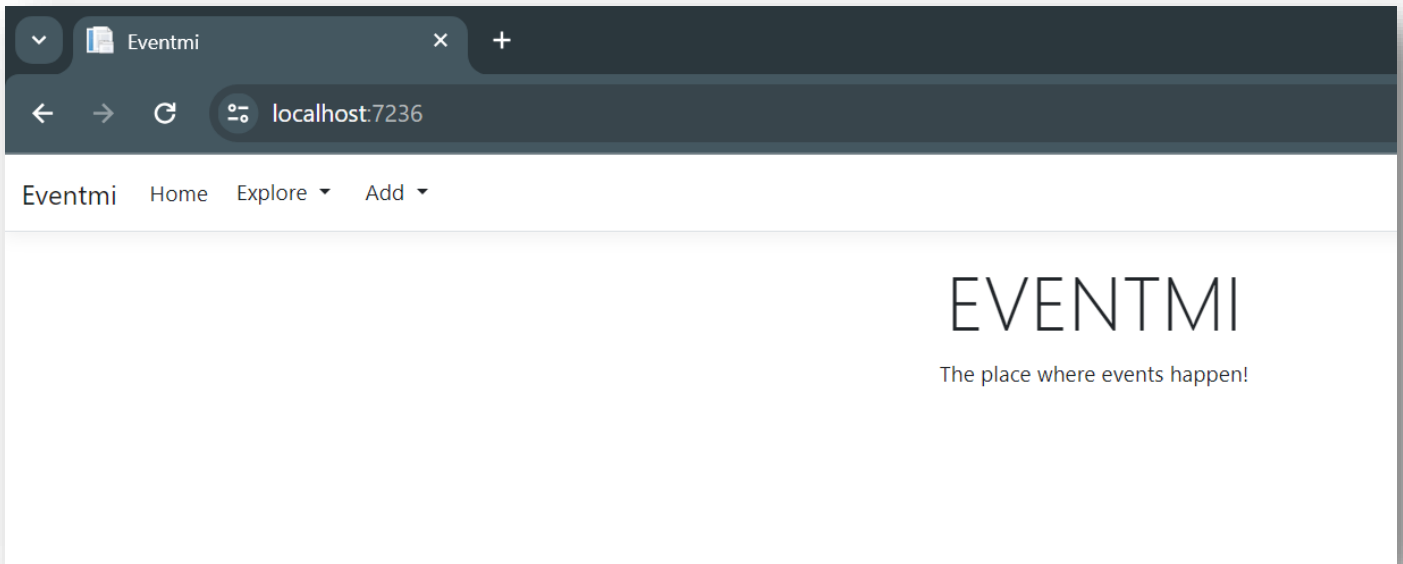 Eventmi
localhost:7236
Eventmi Home Explore Add
EVENTMI
The place where events happen!